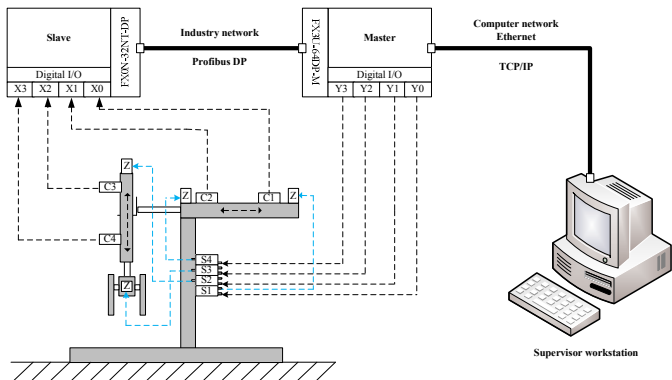 Slave
FX0N-32NT-DP
Digital I/O
X3 X2 X1 X0
Industry network
Profibus DP
FX3U-64DP-M
Master
Digital I/O
Y3 Y2 Y1 Y0
Computer network
Ethernet
TCP/IP
Z
C3
C4
Z
Z
C2
C1
Z
S4
S3
S2
S1
Supervisor workstation